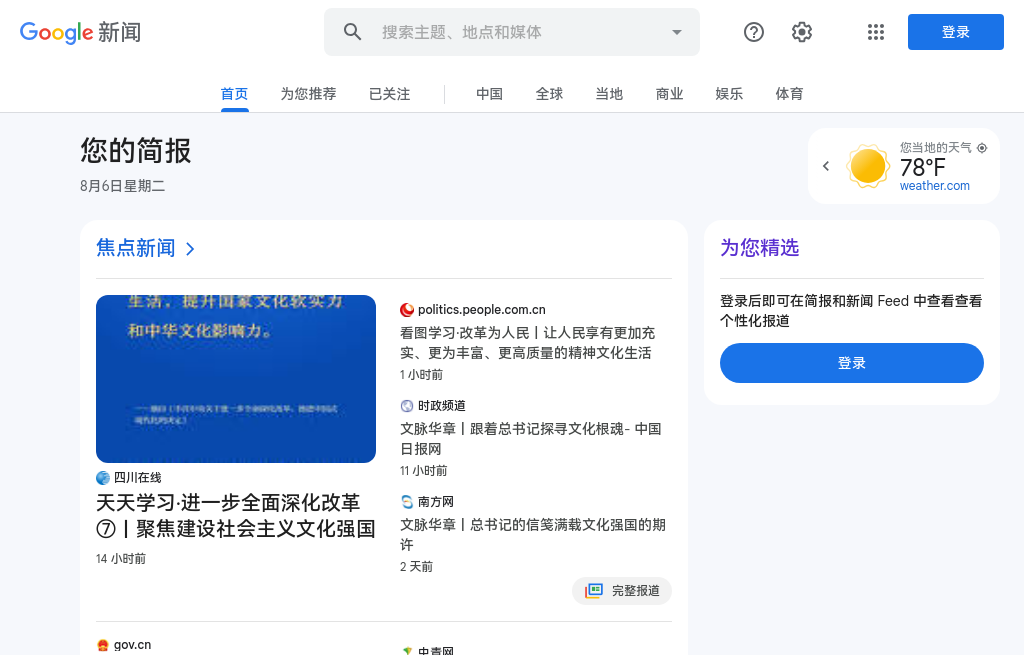 Google 新闻
搜索主题、地点和媒体
登录
首页
为您推荐
已关注
中国
全球
当地
商业
娱乐
体育
您的简报
8月6日星期二
您当地的天气
78°F
weather.com
焦点新闻
生活，提升国家文化软实力
和中华文化影响力。
四川在线
天天学习·进一步全面深化改革
⑦丨聚焦建设社会主义文化强国
14 小时前
politics.people.com.cn
看图学习·改革为人民丨让人民享有更加充
实、更为丰富、更高质量的精神文化生活
1 小时前
时政频道
文脉华章丨跟着总书记探寻文化根魂- 中国
日报网
11 小时前
南方网
文脉华章丨总书记的信笺满载文化强国的期
许
2 天前
完整报道
为您精选
登录后即可在简报和新闻 Feed 中查看查看
个性化报道
登录
gov.cn
中青网